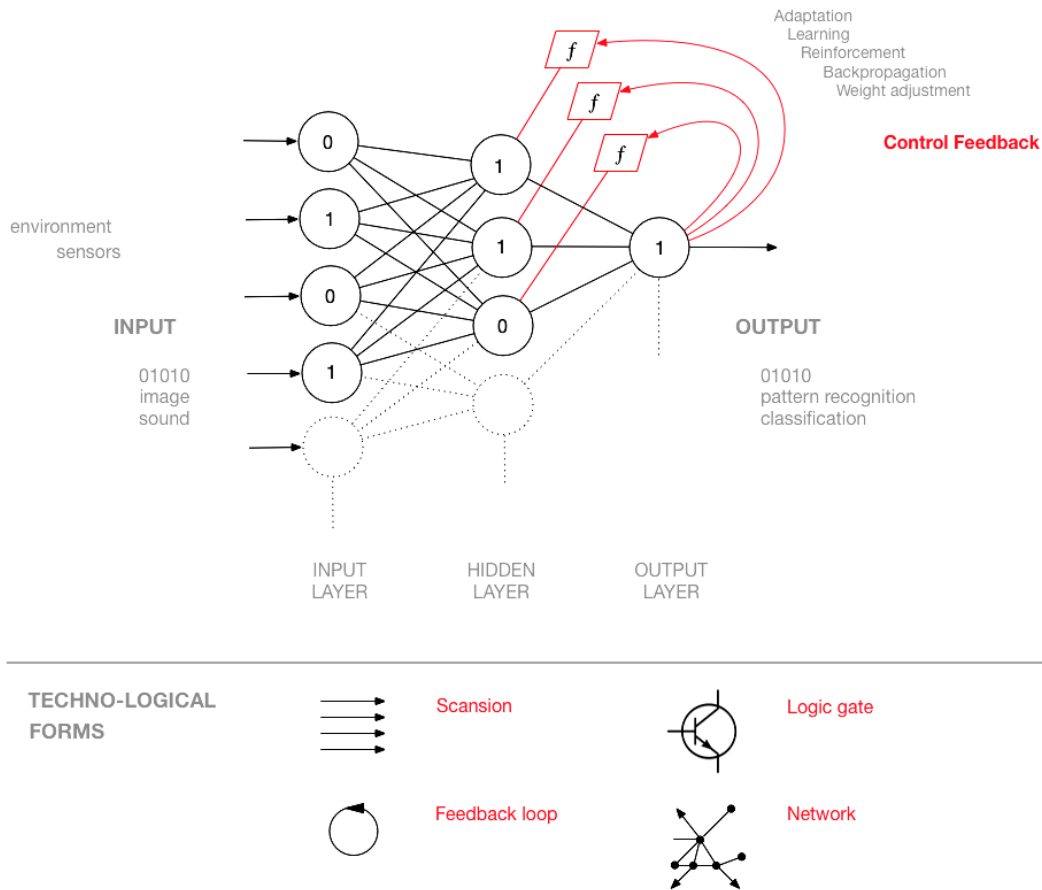 Adaptation
Learning
Reinforcement
Backpropagation
Weight adjustment
Control Feedback
f
f
f
0
1
0
1
1
1
0
1
environment
sensors
INPUT
01010
image
sound
OUTPUT
01010
pattern recognition
classification
INPUT
LAYER
HIDDEN
LAYER
OUTPUT
LAYER
TECHNO-LOGICAL
FORMS
Scansion
Logic gate
Feedback loop
Network